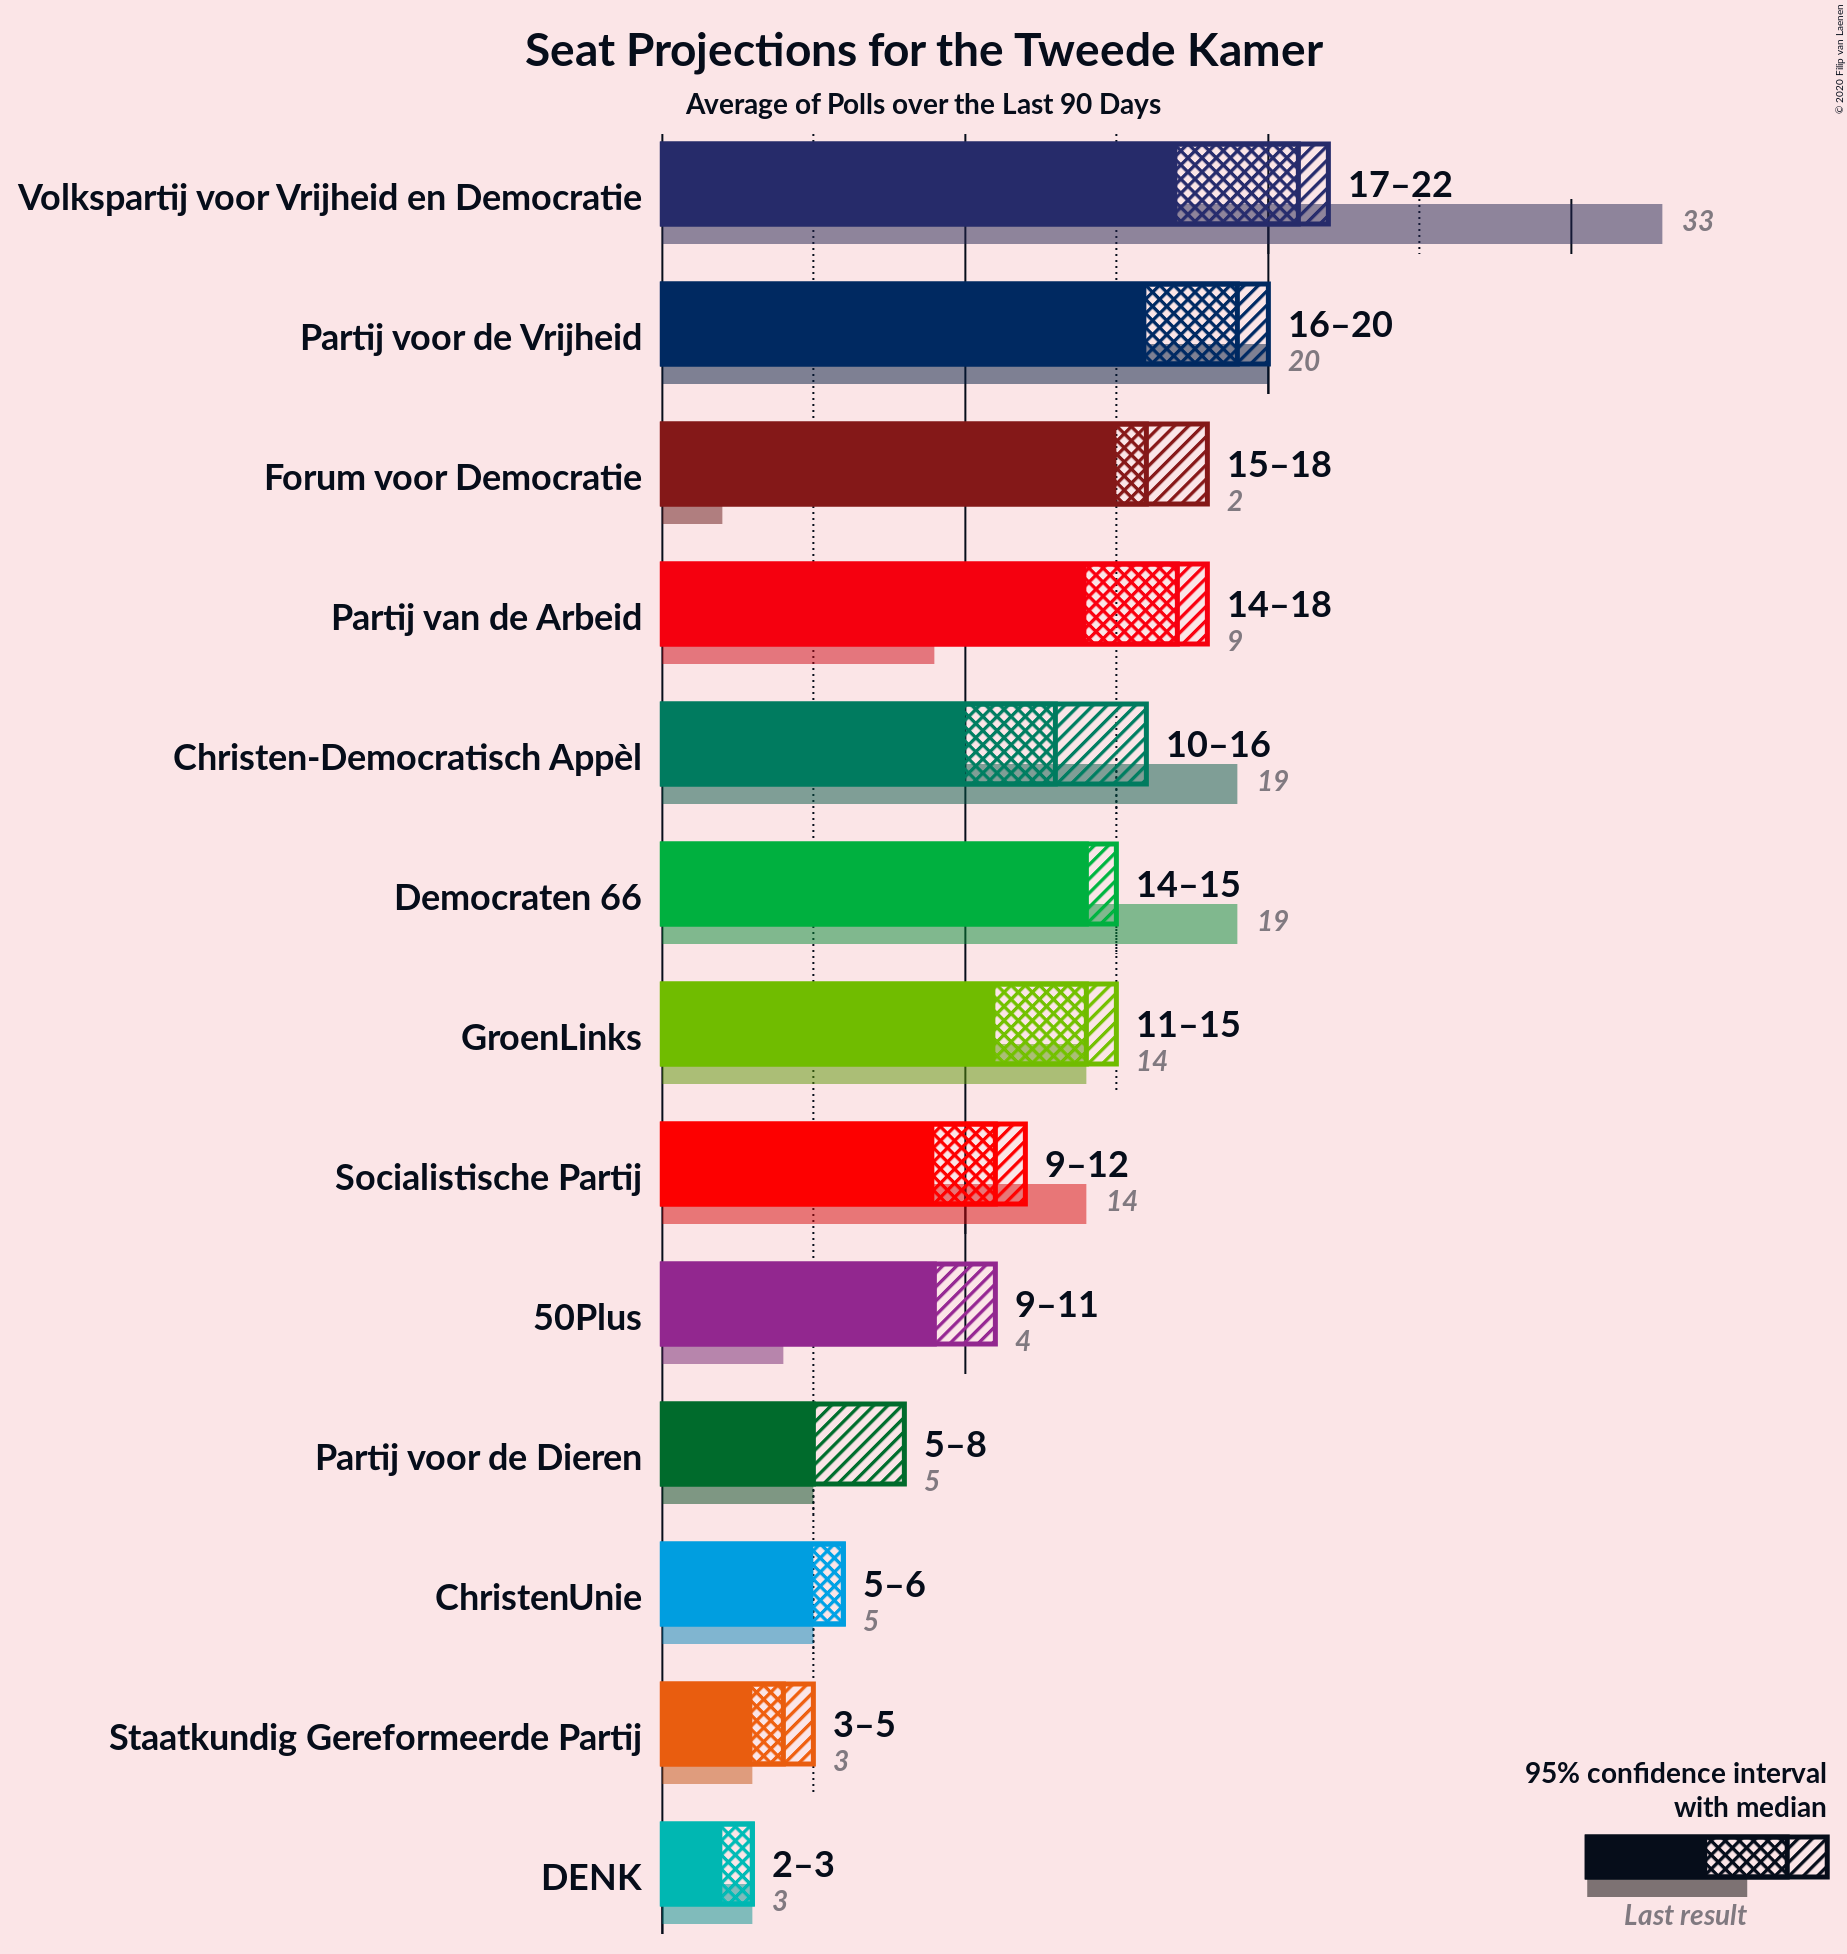 Seat Projections for the Tweede Kamer
Average of Polls over the Last 90 Days
© 2020 Filip van Laenen
Volkspartij voor Vrijheid en Democratie
17–22
33
Partij voor de Vrijheid
16–20
20
Forum voor Democratie
15–18
2
Partij van de Arbeid
14–18
9
Christen-Democratisch Appèl
10–16
19
Democraten 66
14–15
19
GroenLinks
11–15
14
Socialistische Partij
9–12
14
50Plus
9–11
4
Partij voor de Dieren
5–8
5
ChristenUnie
5–6
5
Staatkundig Gereformeerde Partij
3–5
3
DENK
2–3
3
95% confidence interval
with median
Last result